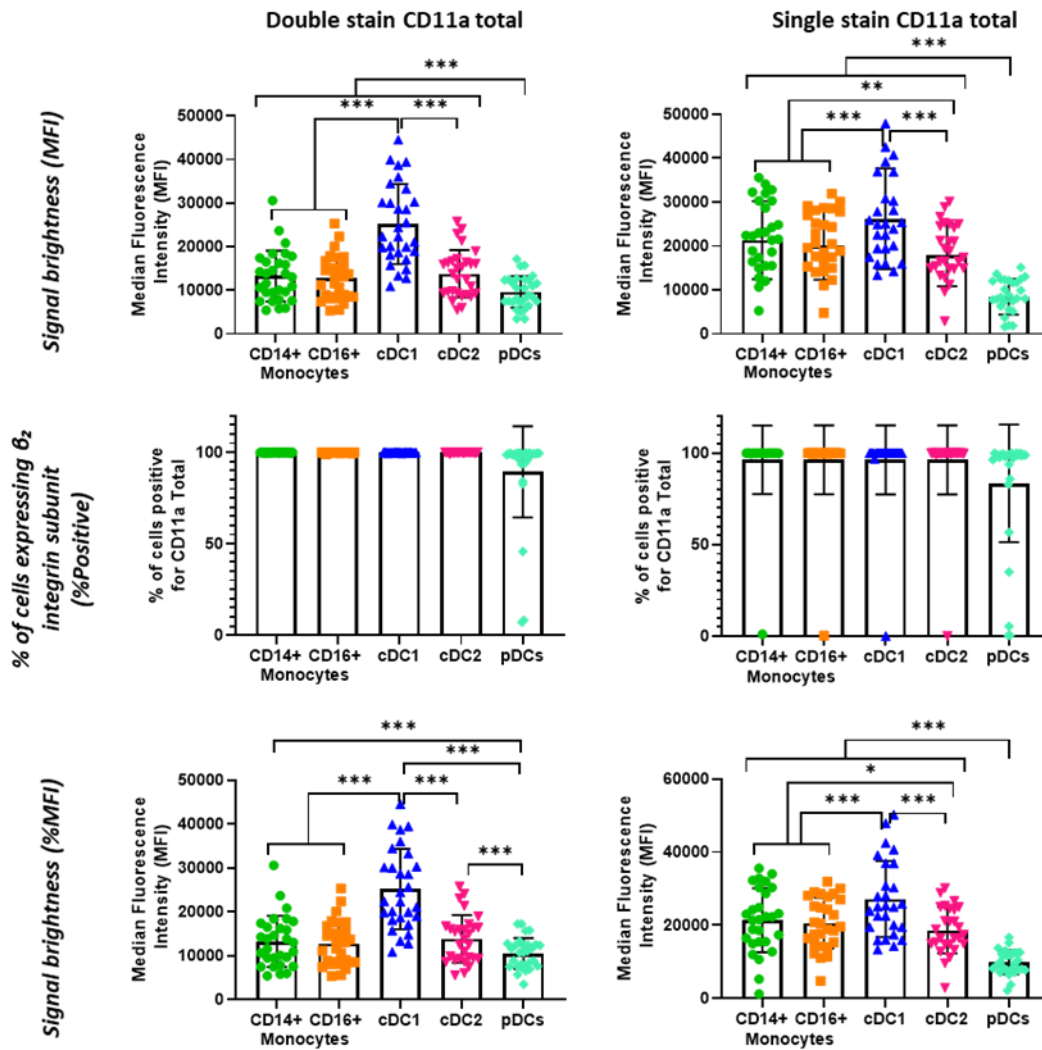 Double stain CD11a total
Single stain CD11a total
Signal brightness (MFI)
Median Fluorescence
Intensity (MFI)
50000
40000
30000
20000
10000
0
***
***
***
CD14+ CD16+ cDC1 cDC2 pDCs
Monocytes
Median Fluorescence
Intensity (MFI)
50000
40000
30000
20000
10000
0
***
**
***
***
CD14+ CD16+ cDC1 cDC2 pDCs
Monocytes
% of cells expressing β₂
integrin subunit
(%Positive)
% of cells positive
for CD11a Total
100
50
0
CD14+ CD16+ cDC1 cDC2 pDCs
Monocytes
% of cells positive
for CD11a Total
100
50
0
CD14+ CD16+ cDC1 cDC2 pDCs
Monocytes
Signal brightness (%MFI)
Median Fluorescence
Intensity (MFI)
50000
40000
30000
20000
10000
0
***
***
***
***
***
CD14+ CD16+ cDC1 cDC2 pDCs
Monocytes
Median Fluorescence
Intensity (MFI)
60000
40000
20000
0
***
*
***
***
CD14+ CD16+ cDC1 cDC2 pDCs
Monocytes